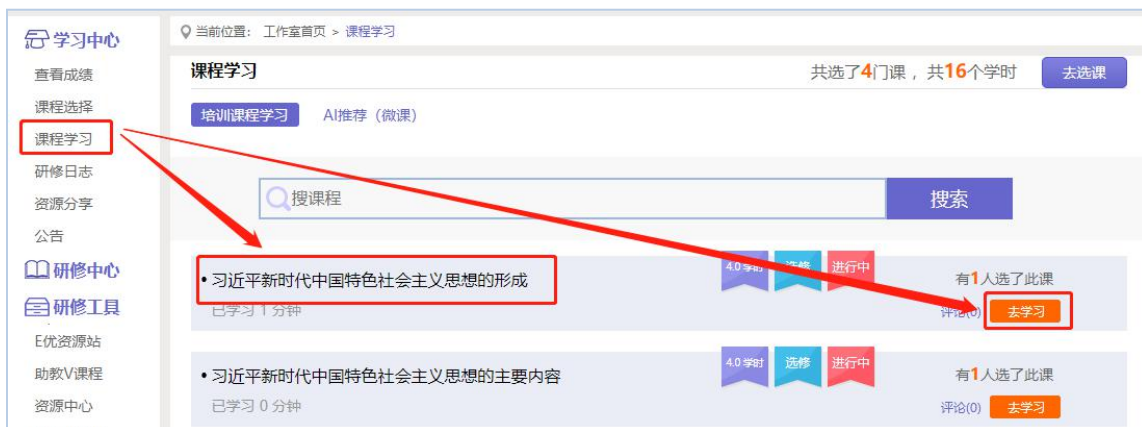 学习中心
查看成绩
课程选择
课程学习
研修日志
资源分享
公告
研修中心
研修工具
E优资源站
助教V课程
资源中心
当前位置： 工作室首页 > 课程学习
课程学习
共选了4门课，共16个学时
去选课
培训课程学习 AI推荐（微课）
搜课程
搜索
• 习近平新时代中国特色社会主义思想的形成
4.0 学时 选修 进行中
有1人选了此课
已学习 1 分钟
评论(0) 去学习
• 习近平新时代中国特色社会主义思想的主要内容
4.0 学时 选修 进行中
有1人选了此课
已学习 0 分钟
评论(0) 去学习